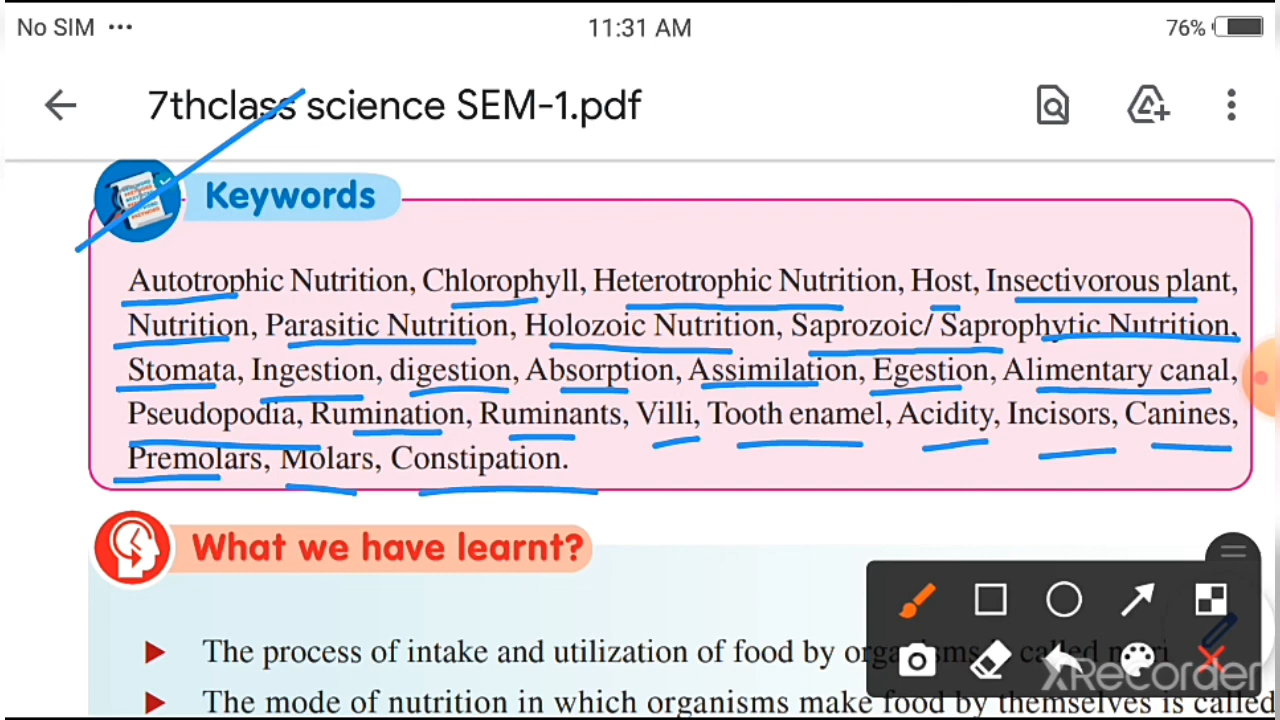 No SIM ••• 11:31 AM 76%
7thclass science SEM-1.pdf
Keywords
Autotrophic Nutrition, Chlorophyll, Heterotrophic Nutrition, Host, Insectivorous plant,
Nutrition, Parasitic Nutrition, Holozoic Nutrition, Saprozoic/ Saprophytic Nutrition,
Stomata, Ingestion, digestion, Absorption, Assimilation, Egestion, Alimentary canal,
Pseudopodia, Rumination, Ruminants, Villi, Tooth enamel, Acidity, Incisors, Canines,
Premolars, Molars, Constipation.
What we have learnt?
The process of intake and utilization of food by organisms is called
The mode of nutrition in which organisms make food by themselves is called
XRecorder